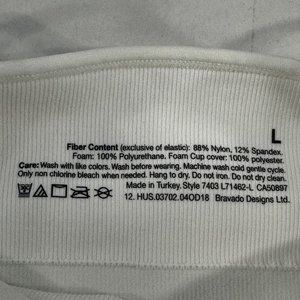 L
Fiber Content (exclusive of elastic): 88% Nylon, 12% Spandex.
Foam: 100% Polyurethane. Foam Cup cover: 100% polyester.
Care: Wash with like colors. Wash before wearing. Machine wash cold gentle cycle.
Only non chlorine bleach when needed. Hang to dry. Do not iron. Do not dry clean.
Made in Turkey. Style 7403 L71462-L CA50897
12. HUS.03702.04OD18 Bravado Designs Ltd.